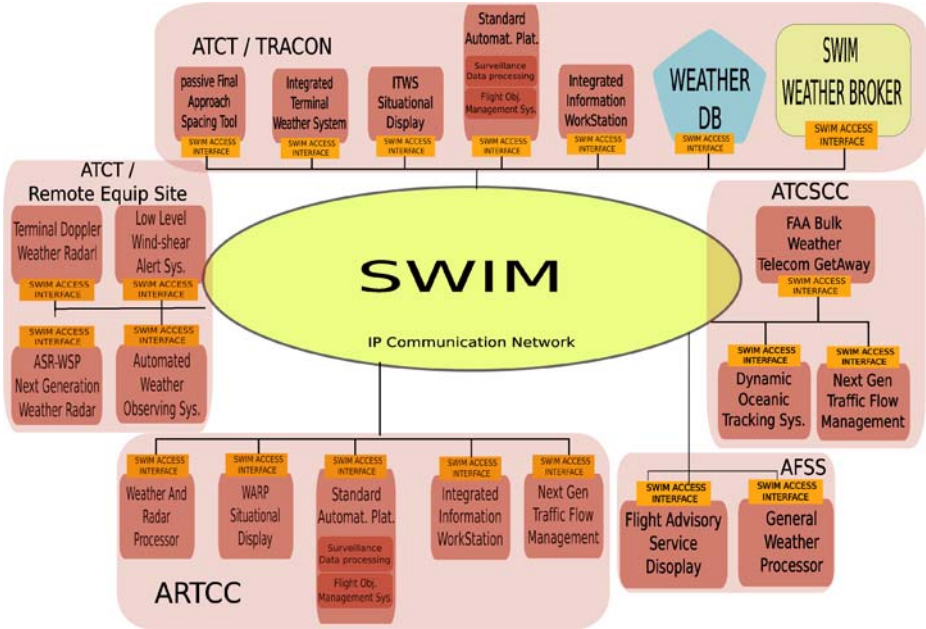 ATCT / TRACON
passive Final
Approach
Spacing Tool
SWIM ACCESS
INTERFACE
Integrated
Terminal
Weather System
SWIM ACCESS
INTERFACE
ITWS
Situational
Display
SWIM ACCESS
INTERFACE
Standard
Automat. Plat.
Surveillance
Data processing
Flight Obj.
Management Sys.
SWIM ACCESS
INTERFACE
Integrated
Information
WorkStation
SWIM ACCESS
INTERFACE
WEATHER
DB
SWIM ACCESS
INTERFACE
SWIM
WEATHER BROKER
SWIM ACCESS
INTERFACE
ATCT /
Remote Equip Site
Terminal Doppler
Weather Radarl
SWIM ACCESS
INTERFACE
Low Level
Wind-shear
Alert Sys.
SWIM ACCESS
INTERFACE
SWIM ACCESS
INTERFACE
ASR-WSP
Next Generation
Weather Radar
SWIM ACCESS
INTERFACE
Automated
Weather
Observing Sys.
SWIM
IP Communication Network
ATCSCC
FAA Bulk
Weather
Telecom GetAway
SWIM ACCESS
INTERFACE
SWIM ACCESS
INTERFACE
Dynamic
Oceanic
Tracking Sys.
SWIM ACCESS
INTERFACE
Next Gen
Traffic Flow
Management
SWIM ACCESS
INTERFACE
Weather And
Radar
Processor
SWIM ACCESS
INTERFACE
WARP
Situational
Display
SWIM ACCESS
INTERFACE
Standard
Automat. Plat.
Surveillance
Data processing
Flight Obj.
Management Sys.
SWIM ACCESS
INTERFACE
Integrated
Information
WorkStation
SWIM ACCESS
INTERFACE
Next Gen
Traffic Flow
Management
ARTCC
AFSS
SWIM ACCESS
INTERFACE
Flight Advisory
Service
Disoplay
SWIM ACCESS
INTERFACE
General
Weather
Processor